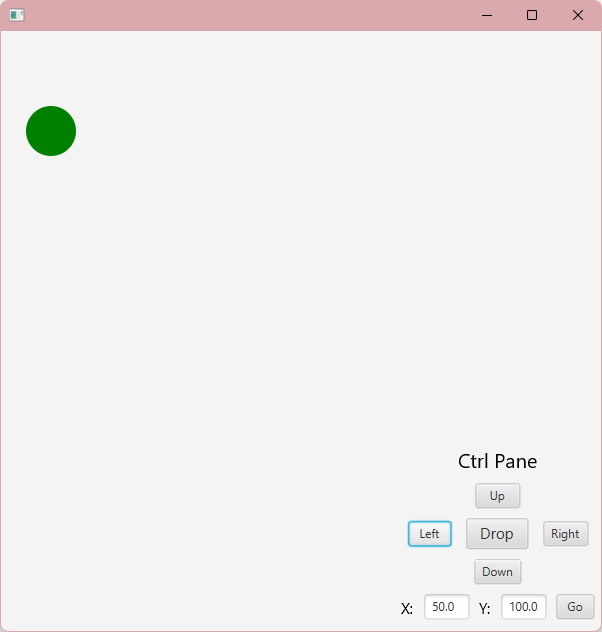 Ctrl Pane
Up
Left Drop Right
Down
X: 50.0 Y: 100.0 Go